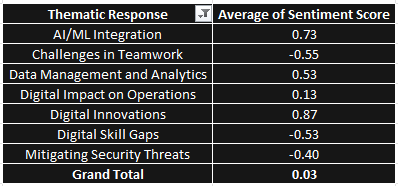 Thematic Response Average of Sentiment Score
AI/ML Integration 0.73
Challenges in Teamwork -0.55
Data Management and Analytics 0.53
Digital Impact on Operations 0.13
Digital Innovations 0.87
Digital Skill Gaps -0.53
Mitigating Security Threats -0.40
Grand Total 0.03